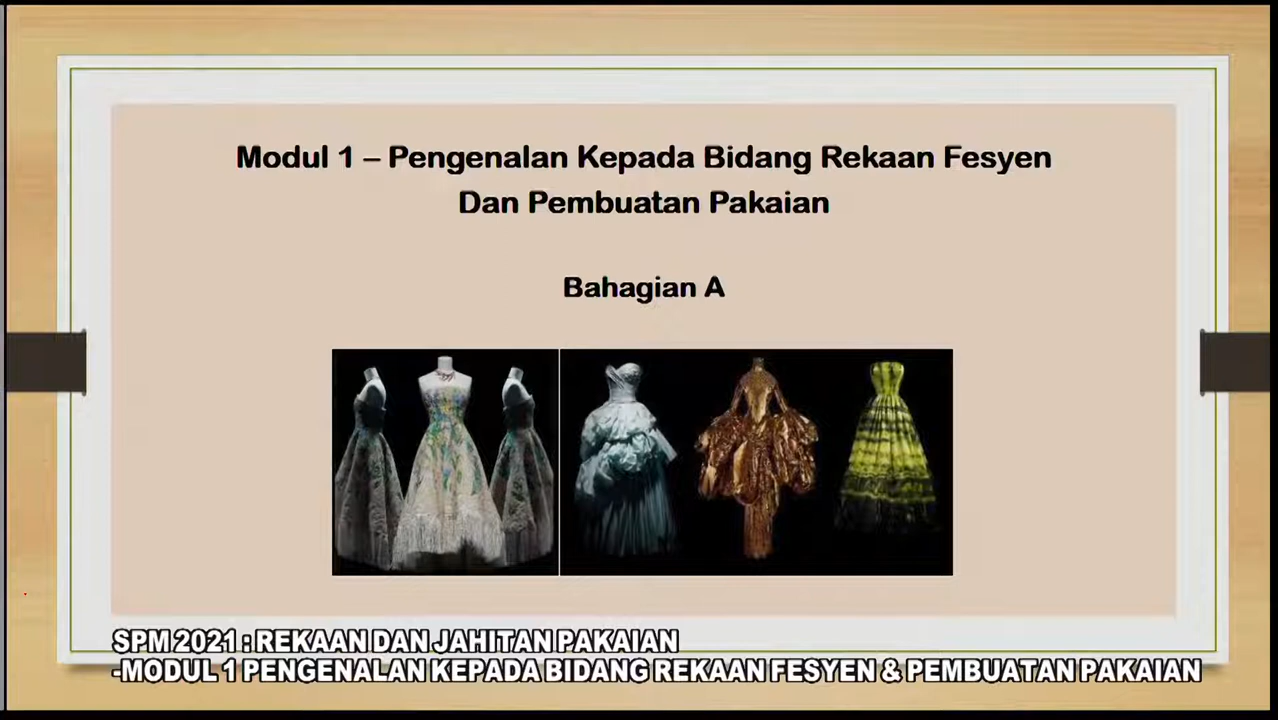 Modul 1 – Pengenalan Kepada Bidang Rekaan Fesyen
Dan Pembuatan Pakaian
Bahagian A
SPM 2021 : REKAAN DAN JAHITAN PAKAIAN
-MODUL 1 PENGENALAN KEPADA BIDANG REKAAN FESYEN & PEMBUATAN PAKAIAN